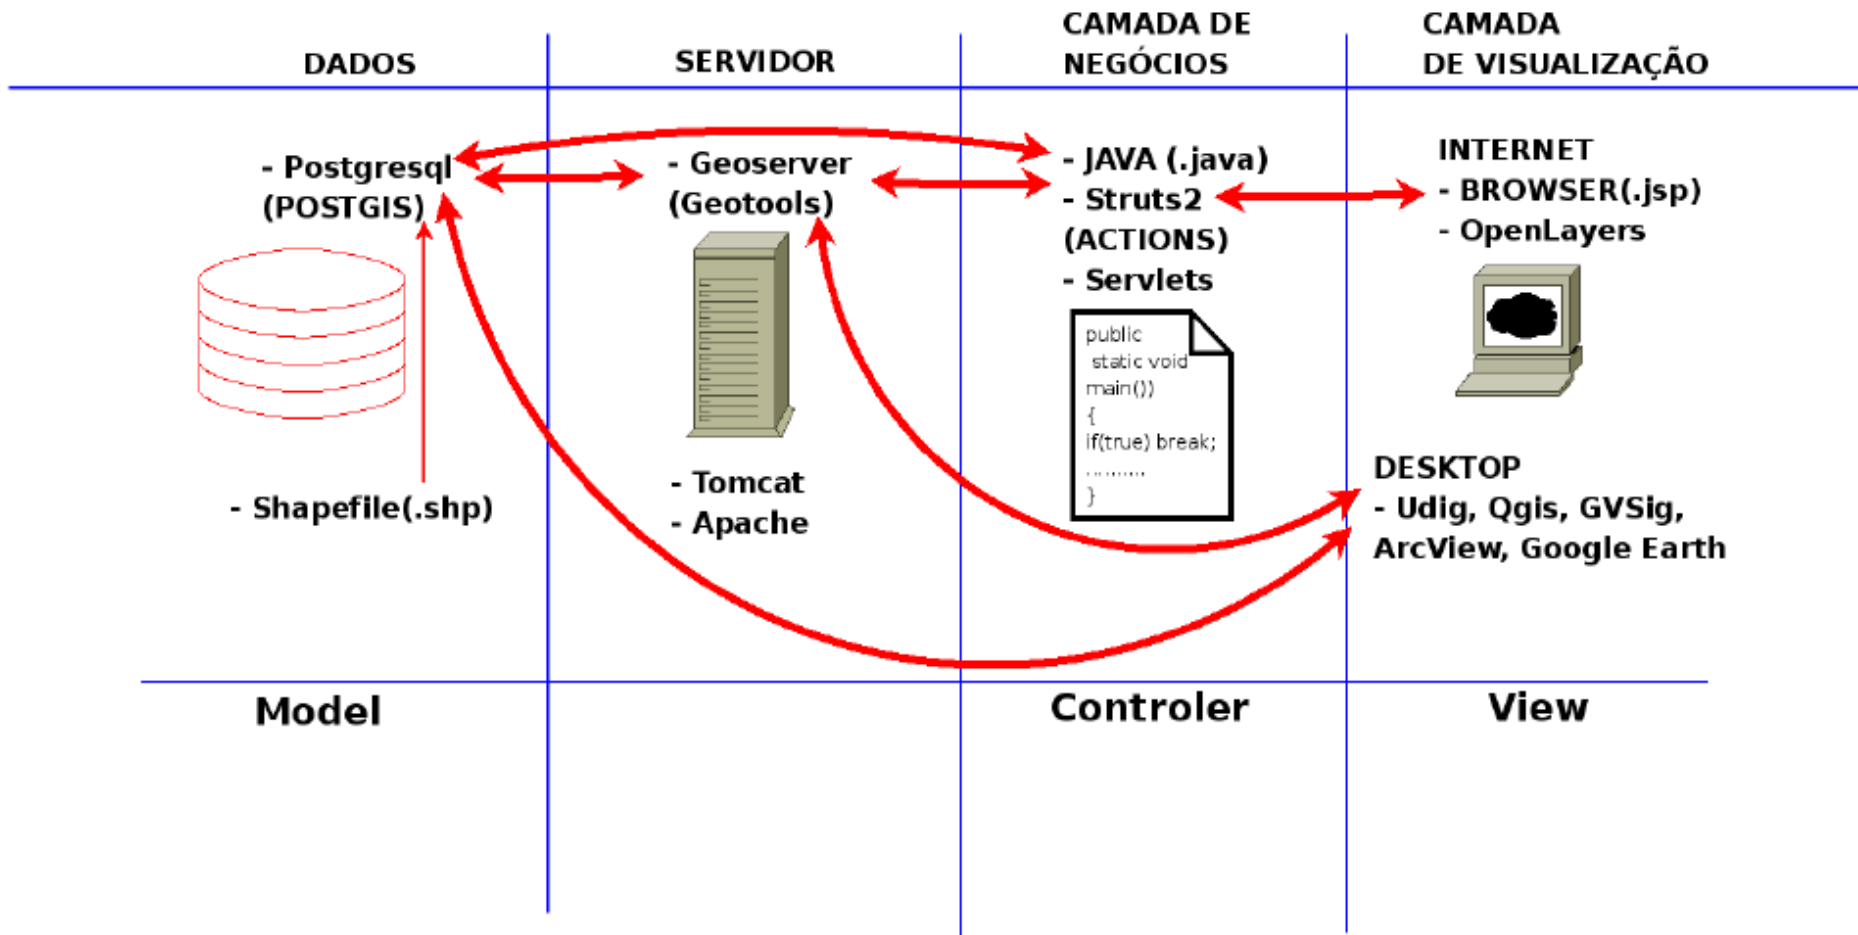 DADOS
SERVIDOR
CAMADA DE
NEGÓCIOS
CAMADA
DE VISUALIZAÇÃO
- Postgresql
(POSTGIS)
- Shapefile(.shp)
- Geoserver
(Geotools)
- Tomcat
- Apache
- JAVA (.java)
- Struts2
(ACTIONS)
- Servlets
public
static void
main())
{
if(true) break;
..........
}
INTERNET
- BROWSER(.jsp)
- OpenLayers
DESKTOP
- Udig, Qgis, GVSig,
ArcView, Google Earth
Model
Controler
View